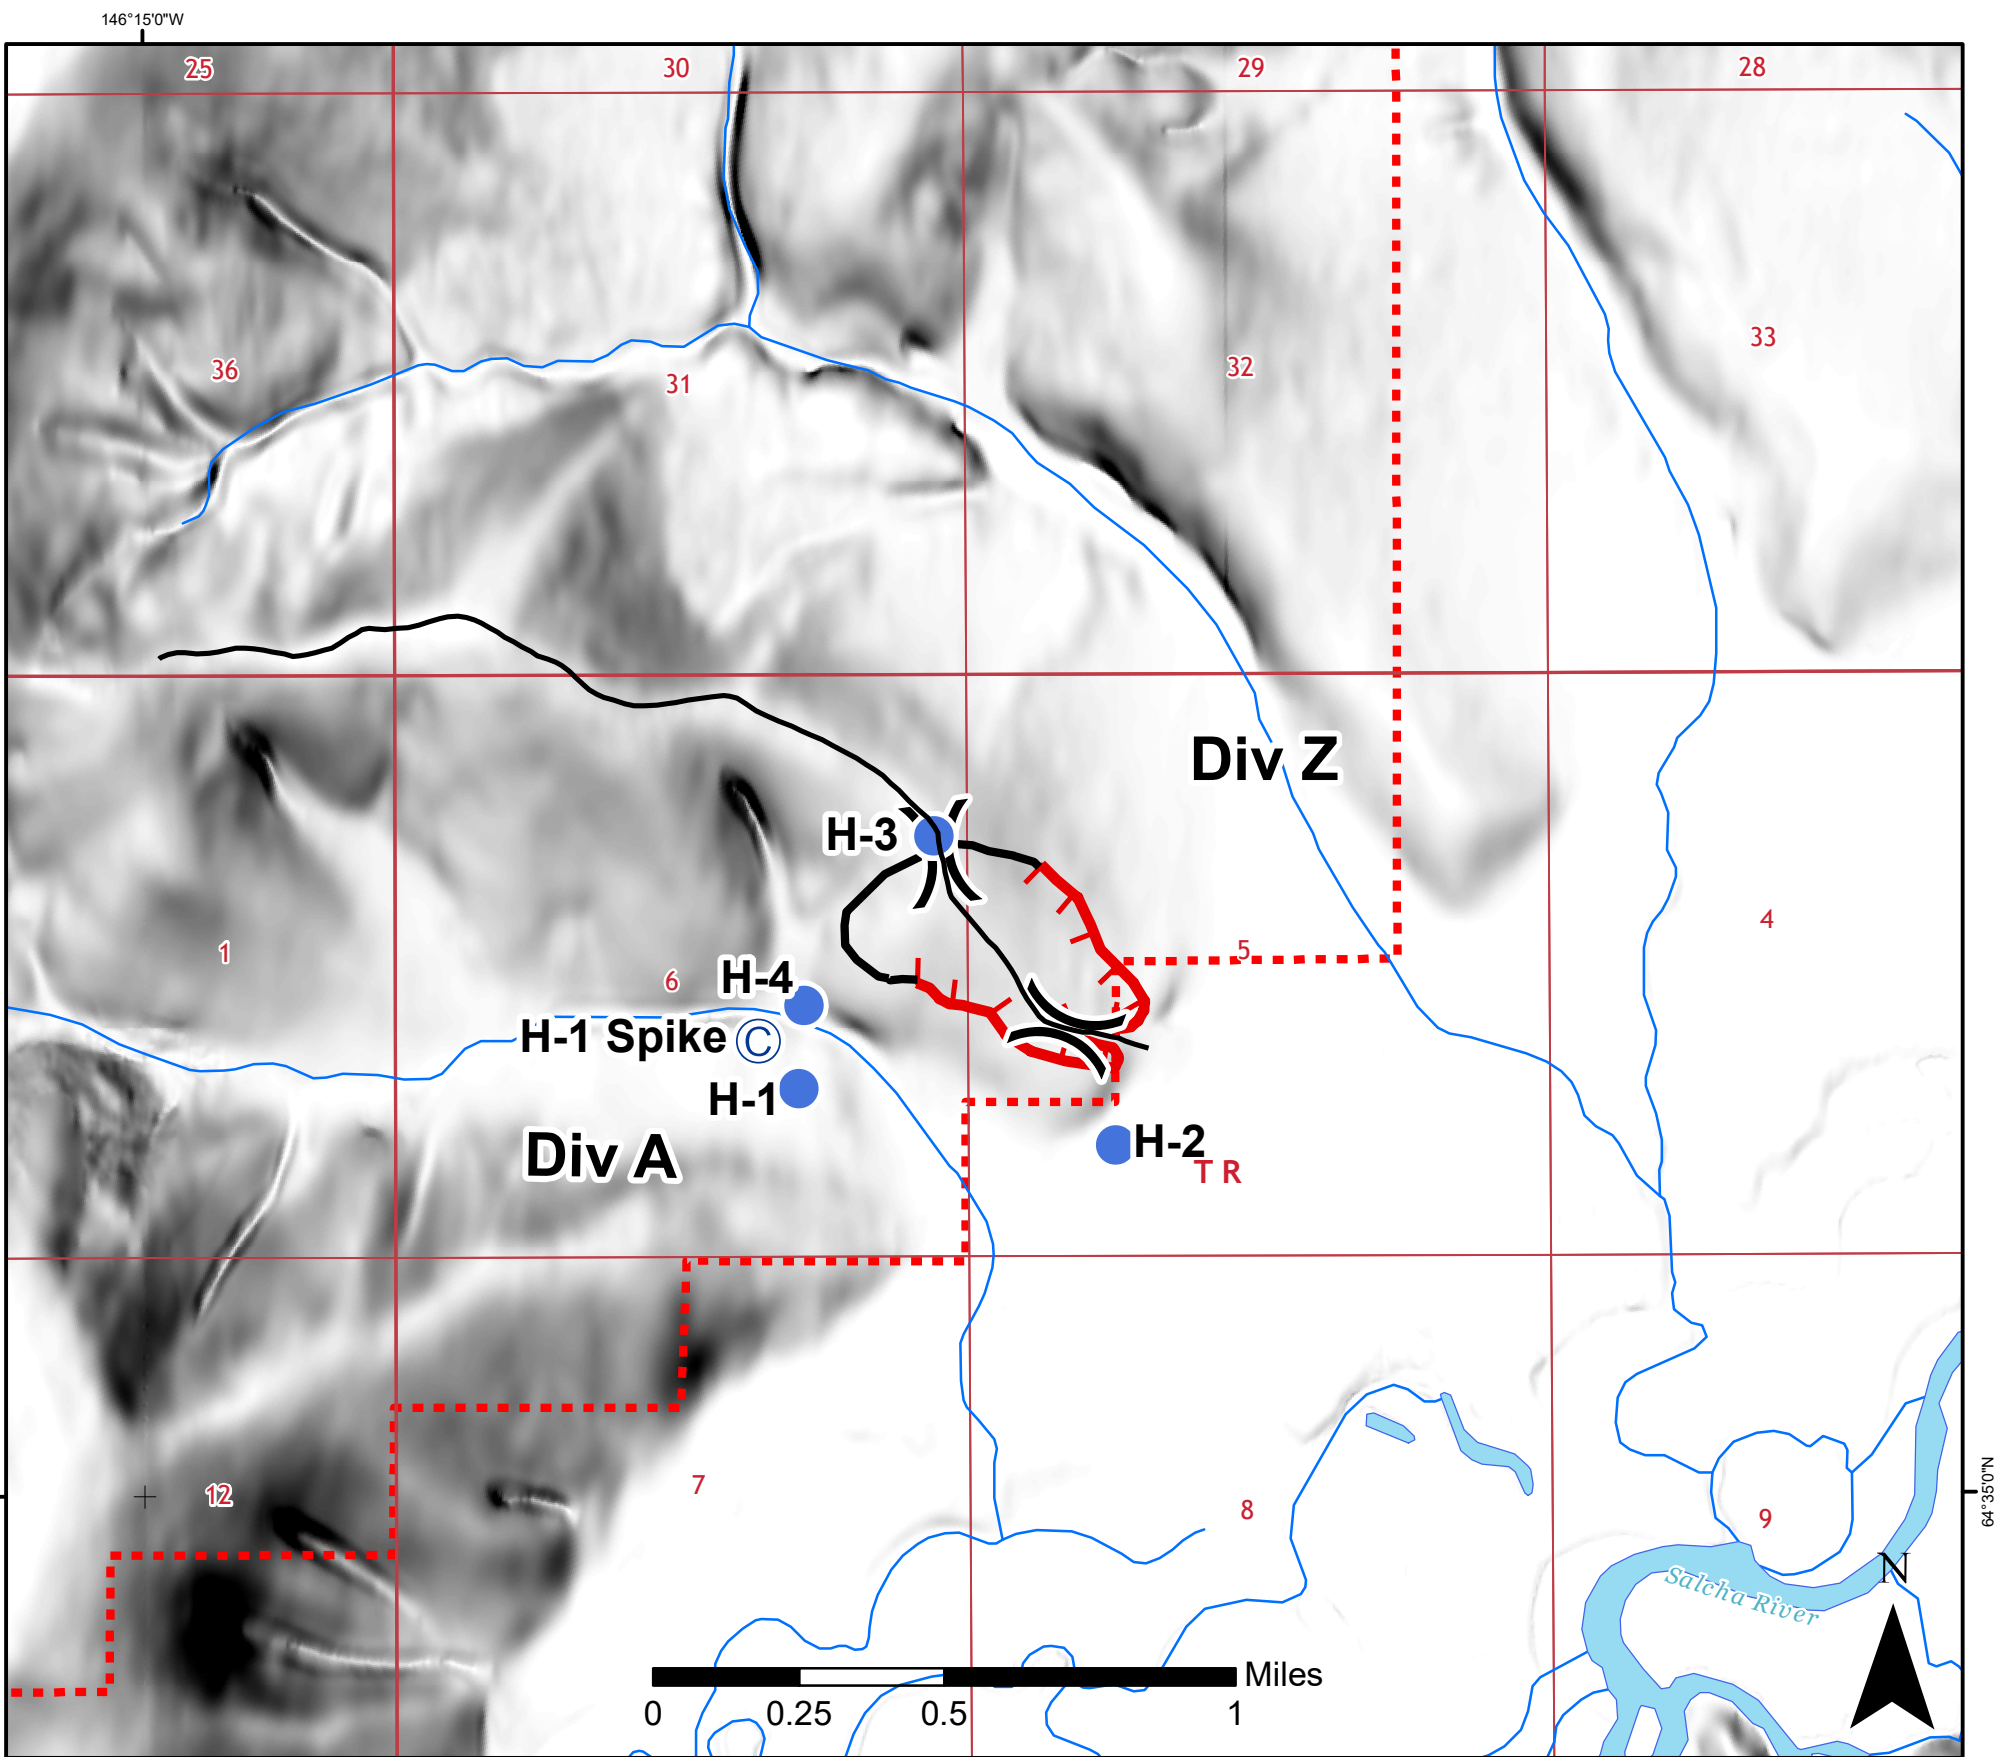 146°15'0"W
25
30
29
28
36
31
32
33
Div Z
H-3
1
6
5
4
H-4
H-1 Spike Ⓒ
H-1
Div A
H-2
T R
12
7
8
9
64°35'0"N
Salcha River
N
Miles
0 0.25 0.5 1